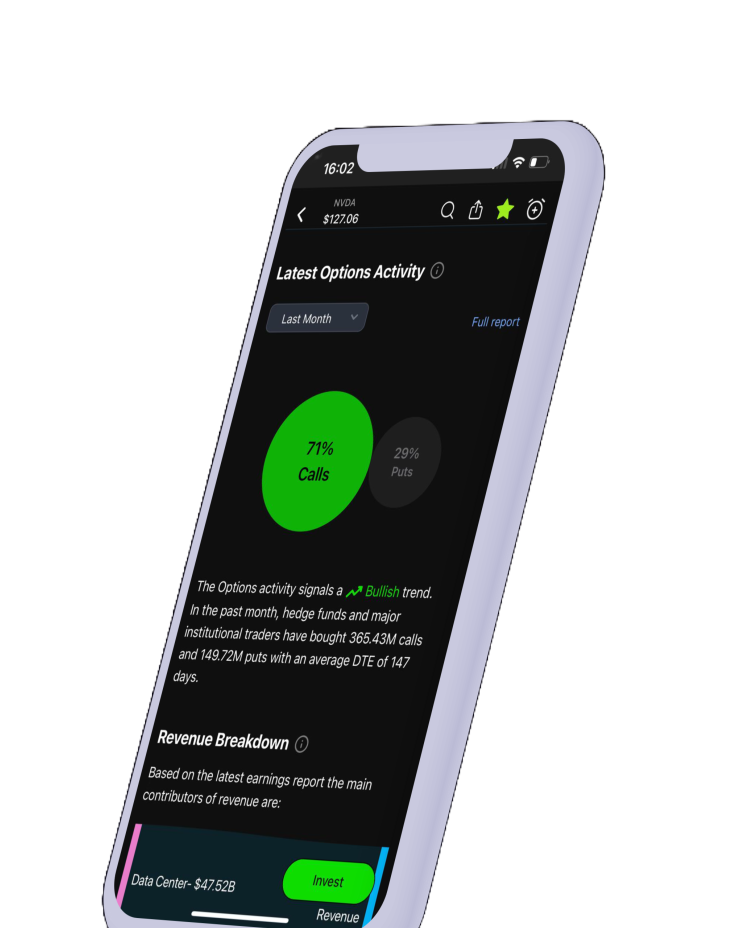 16:02
NVDA
$127.06
Latest Options Activity
Last Month
Full report
71%
Calls
29%
Puts
The Options activity signals a Bullish trend.
In the past month, hedge funds and major
institutional traders have bought 365.43M calls
and 149.72M puts with an average DTE of 147
days.
Revenue Breakdown
Based on the latest earnings report the main
contributors of revenue are:
Data Center- $47.52B
Invest
Revenue